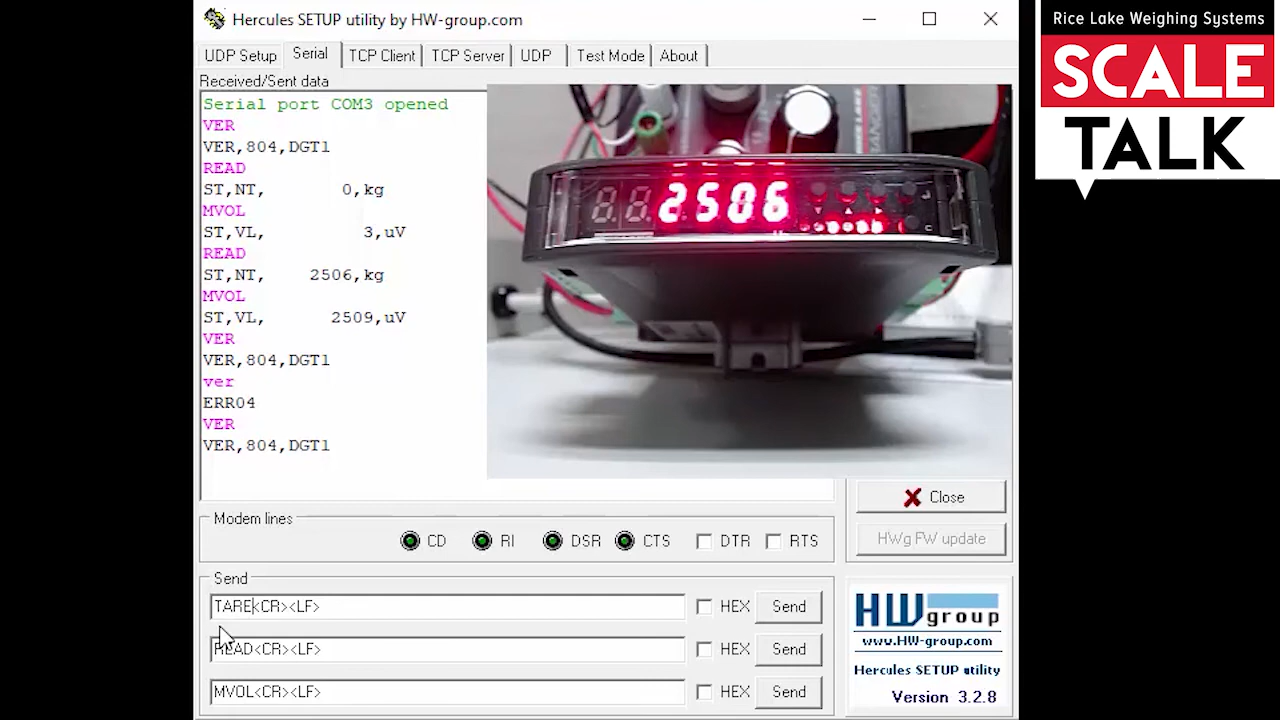 Hercules SETUP utility by HW-group.com
UDP Setup Serial TCP Client TCP Server UDP Test Mode About
Received/Sent data
Serial port COM3 opened
VER
VER,804,DGT1
READ
ST,NT, 0,kg
MVOL
ST,VL, 3,uV
READ
ST,NT, 2506,kg
MVOL
ST,VL, 2509,uV
VER
VER,804,DGT1
ver
ERR04
VER
VER,804,DGT1
2506
Modem lines
CD RI DSR CTS DTR RTS
Close
HWg FW update
Send
TARE<CR><LF> HEX Send
READ<CR><LF> HEX Send
MVOL<CR><LF> HEX Send
HWgroup
www.HW-group.com
Hercules SETUP utility
Version 3.2.8
Rice Lake Weighing Systems
SCALE
TALK